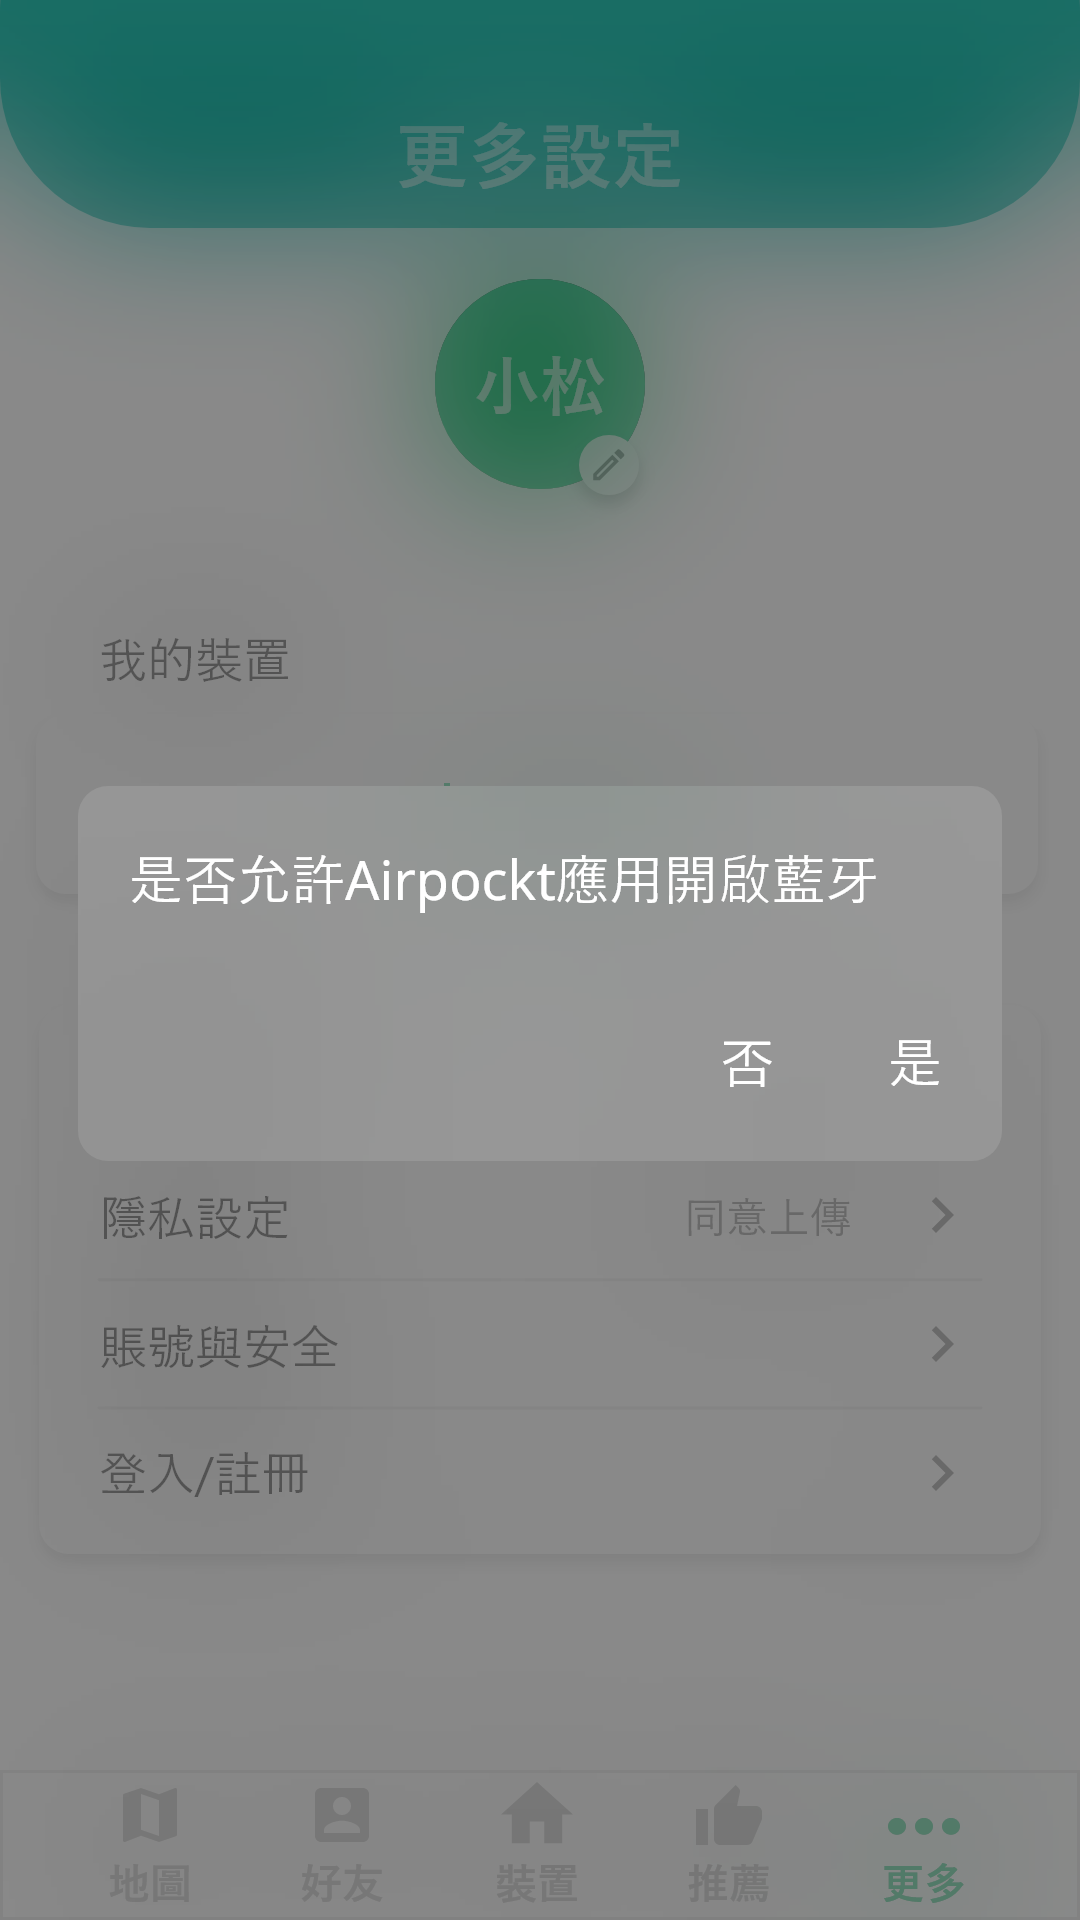 更多設定
小松
我的裝置
是否允許Airpockt應用開啟藍牙
否 是
隱私設定 同意上傳
賬號與安全
登入/註冊
地圖 好友 裝置 推薦 更多